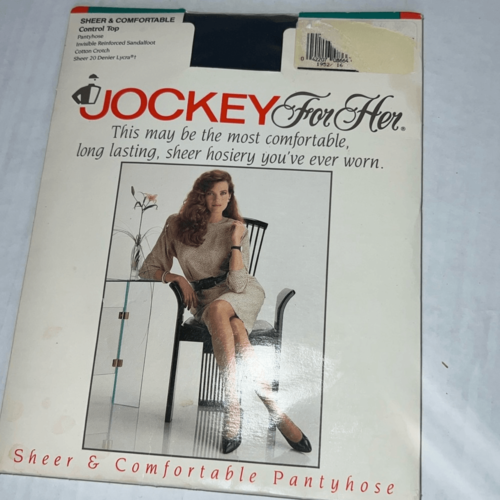 SHEER & COMFORTABLE
Control Top
Pantyhose
Invisible Reinforced Sandalfoot
Cotton Crotch
Sheer 20 Denier Lycra®†
JOCKEY For Her®
This may be the most comfortable,
long lasting, sheer hosiery you've ever worn.
Sheer & Comfortable Pantyhose